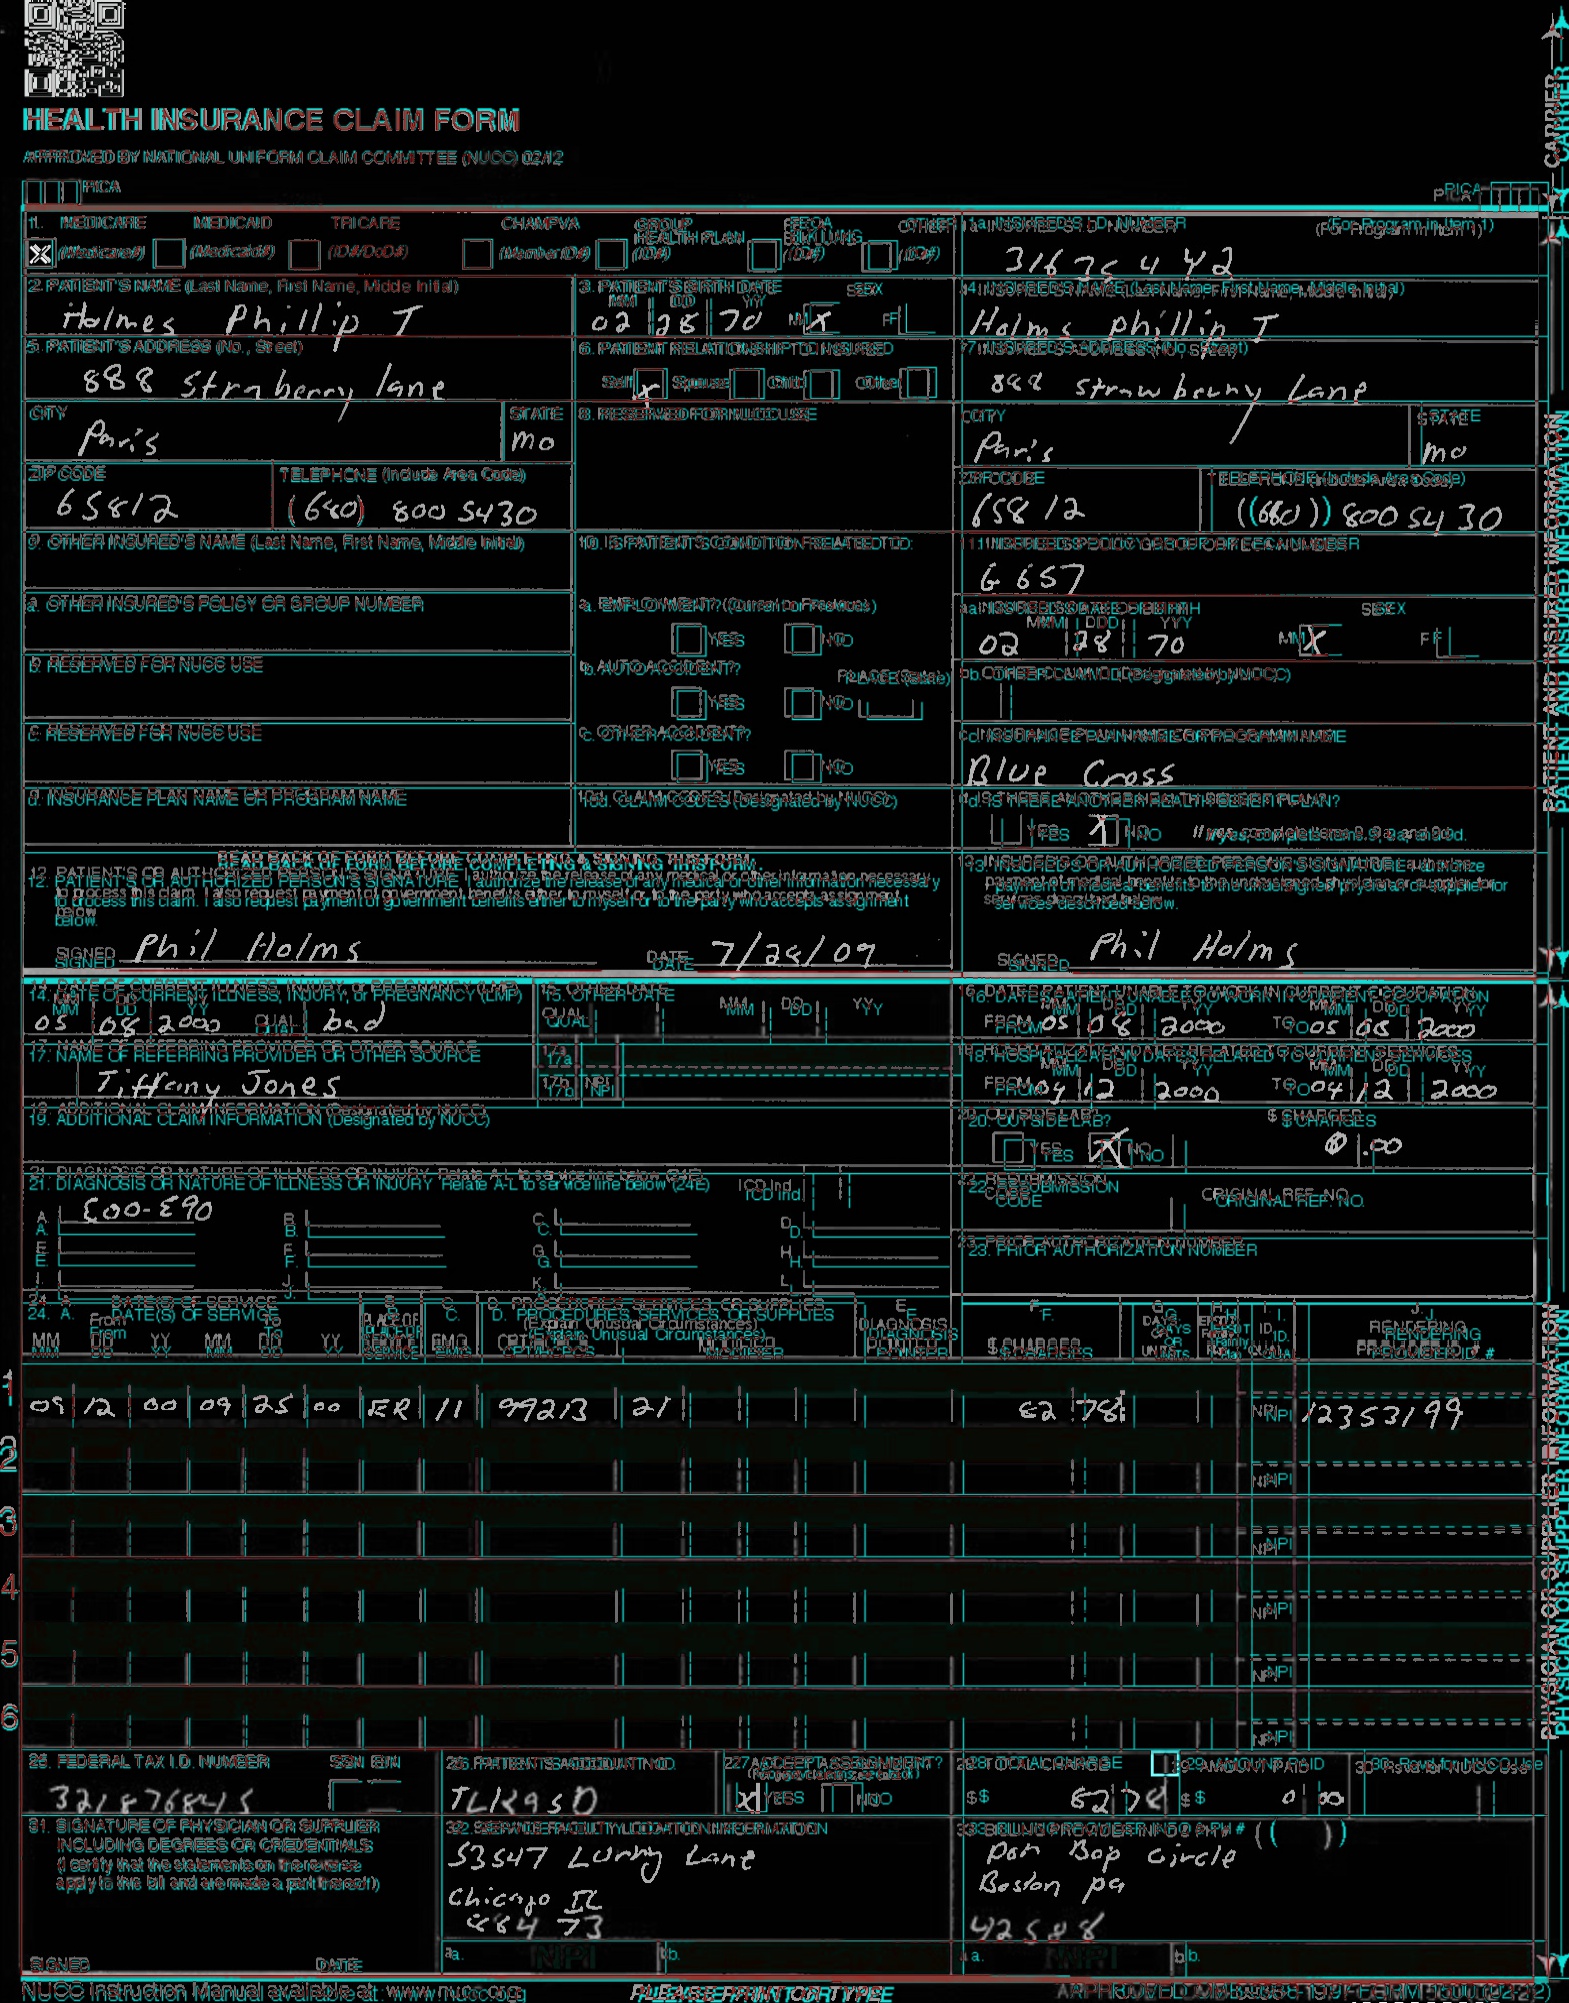 HEALTH INSURANCE CLAIM FORM
APPROVED BY NATIONAL UNIFORM CLAIM COMMITTEE (NUCC) 02/12
PICA PICA
CARRIER
1. MEDICARE MEDICAID TRICARE CHAMPVA GROUP HEALTH PLAN FECA BLK LUNG OTHER 1a. INSURED'S I.D. NUMBER (For Program in Item 1)
(Medicare#) (Medicaid#) (ID#/DoD#) (Member ID#) (ID#) (ID#) (ID#)
2. PATIENT'S NAME (Last Name, First Name, Middle Initial) 3. PATIENT'S BIRTH DATE SEX 4. INSURED'S NAME (Last Name, First Name, Middle Initial)
MM DD YY
Holmes Phillip T 02 28 70 M X F Holms phillip T
5. PATIENT'S ADDRESS (No., Street) 6. PATIENT RELATIONSHIP TO INSURED 7. INSURED'S ADDRESS (No., Street)
888 Straberry lane Self X Spouse Child Other strawberry Lane
CITY STATE 8. RESERVED FOR NUCC USE CITY STATE
Paris mo Paris mo
ZIP CODE TELEPHONE (Include Area Code) ZIP CODE TELEPHONE (Include Area Code)
65812 (660) 800 5430 65812 (660) 800 5430
9. OTHER INSURED'S NAME (Last Name, First Name, Middle Initial) 10. IS PATIENT'S CONDITION RELATED TO: 11. INSURED'S POLICY GROUP OR FECA NUMBER
G 657
a. OTHER INSURED'S POLICY OR GROUP NUMBER a. EMPLOYMENT? (Current or Previous) a. INSURED'S DATE OF BIRTH SEX
MM DD YY
YES NO 02 28 70 M X F
b. RESERVED FOR NUCC USE b. AUTO ACCIDENT? PLACE (State) b. OTHER CLAIM ID (Designated by NUCC)
YES NO
c. RESERVED FOR NUCC USE c. OTHER ACCIDENT? c. INSURANCE PLAN NAME OR PROGRAM NAME
YES NO Blue Cross
d. INSURANCE PLAN NAME OR PROGRAM NAME 10d. CLAIM CODES (Designated by NUCC) d. IS THERE ANOTHER HEALTH BENEFIT PLAN?
YES X NO If yes, complete items 9, 9a, and 9d.
READ BACK OF FORM BEFORE COMPLETING & SIGNING THIS FORM.
12. PATIENT'S OR AUTHORIZED PERSON'S SIGNATURE I authorize the release of any medical or other information necessary
to process this claim. I also request payment of government benefits either to myself or to the party who accepts assignment
below.
13. INSURED'S OR AUTHORIZED PERSON'S SIGNATURE I authorize
payment of medical benefits to the undersigned physician or supplier for
services described below.
SIGNED Phil Holms DATE 7/28/09 SIGNED Phil Holms
PATIENT AND INSURED INFORMATION
14. DATE OF CURRENT ILLNESS, INJURY, or PREGNANCY (LMP) 15. OTHER DATE 16. DATES PATIENT UNABLE TO WORK IN CURRENT OCCUPATION
MM DD YY QUAL. MM DD YY MM DD YY MM DD YY
05 08 2000 QUAL. bad FROM 05 08 2000 TO 05 08 2000
17. NAME OF REFERRING PROVIDER OR OTHER SOURCE 17a. 18. HOSPITALIZATION DATES RELATED TO CURRENT SERVICES
MM DD YY MM DD YY
Tiffany Jones 17b. NPI FROM 04 12 2000 TO 04 12 2000
19. ADDITIONAL CLAIM INFORMATION (Designated by NUCC) 20. OUTSIDE LAB? $ CHARGES
YES X NO 0 .00
21. DIAGNOSIS OR NATURE OF ILLNESS OR INJURY Relate A-L to service line below (24E) ICD Ind. 22. RESUBMISSION CODE ORIGINAL REF. NO.
A. E00-E90 B. C. D.
E. F. G. H. 23. PRIOR AUTHORIZATION NUMBER
I. J. K. L.
24. A. DATE(S) OF SERVICE B. C. D. PROCEDURES, SERVICES, OR SUPPLIES E. F. G. H. I. J.
From To PLACE OF (Explain Unusual Circumstances) DIAGNOSIS DAYS ID. RENDERING
MM DD YY MM DD YY SERVICE EMG CPT/HCPCS MODIFIER POINTER $ CHARGES OR UNITS QUAL. PROVIDER ID. #
1 09 12 00 09 25 00 ER 11 99213 21 62 78 NPI 12353199
2 NPI
3 NPI
4 NPI
5 NPI
6 NPI
25. FEDERAL TAX I.D. NUMBER SSN EIN 26. PATIENT'S ACCOUNT NO. 27. ACCEPT ASSIGNMENT? 28. TOTAL CHARGE 29. AMOUNT PAID 30. Rsvd for NUCC Use
321876845 X YES NO $ 62 78 $ 0 00
31. SIGNATURE OF PHYSICIAN OR SUPPLIER
INCLUDING DEGREES OR CREDENTIALS
(I certify that the statements on the reverse
apply to this bill and are made a part thereof.)
SIGNED DATE
32. SERVICE FACILITY LOCATION INFORMATION
53547 Lane
Chicago IL
a. NPI b.
33. BILLING PROVIDER INFO & PH # ( )
Bop circle
Boston pa
42588
a. NPI b.
PHYSICIAN OR SUPPLIER INFORMATION
NUCC Instruction Manual available at: www.nucc.org PLEASE PRINT OR TYPE